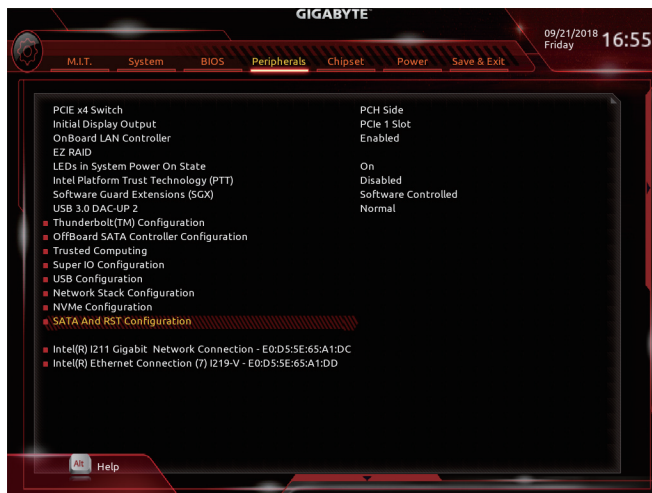 GIGABYTE
09/21/2018 Friday 16:55
M.I.T. System BIOS Peripherals Chipset Power Save & Exit
PCIE x4 Switch PCH Side
Initial Display Output PCIe 1 Slot
OnBoard LAN Controller Enabled
EZ RAID
LEDs in System Power On State On
Intel Platform Trust Technology (PTT) Disabled
Software Guard Extensions (SGX) Software Controlled
USB 3.0 DAC-UP 2 Normal
Thunderbolt(TM) Configuration
OffBoard SATA Controller Configuration
Trusted Computing
Super IO Configuration
USB Configuration
Network Stack Configuration
NVMe Configuration
SATA And RST Configuration
Intel(R) I211 Gigabit Network Connection - E0:D5:5E:65:A1:DC
Intel(R) Ethernet Connection (7) I219-V - E0:D5:5E:65:A1:DD
Alt Help